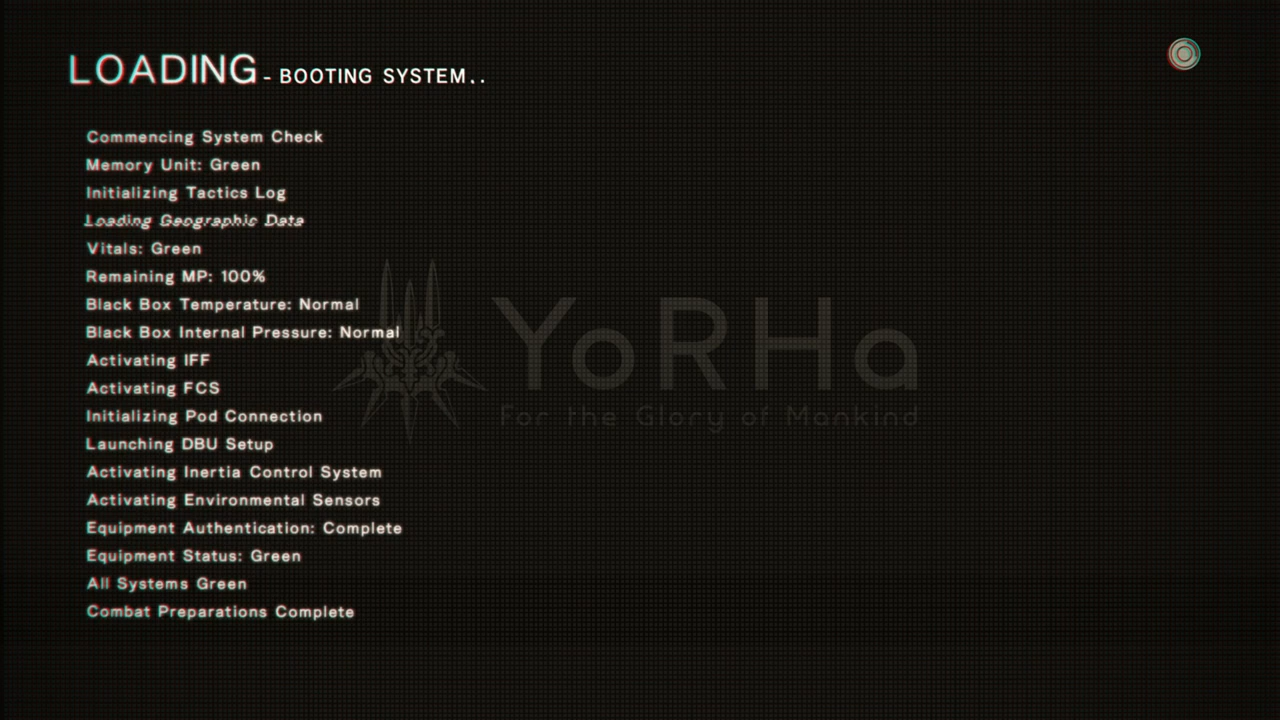 LOADING - BOOTING SYSTEM..
Commencing System Check
Memory Unit: Green
Initializing Tactics Log
Loading Geographic Data
Vitals: Green
Remaining MP: 100%
Black Box Temperature: Normal
Black Box Internal Pressure: Normal
Activating IFF
Activating FCS
Initializing Pod Connection
Launching DBU Setup
Activating Inertia Control System
Activating Environmental Sensors
Equipment Authentication: Complete
Equipment Status: Green
All Systems Green
Combat Preparations Complete
YoRHa
For the Glory of Mankind